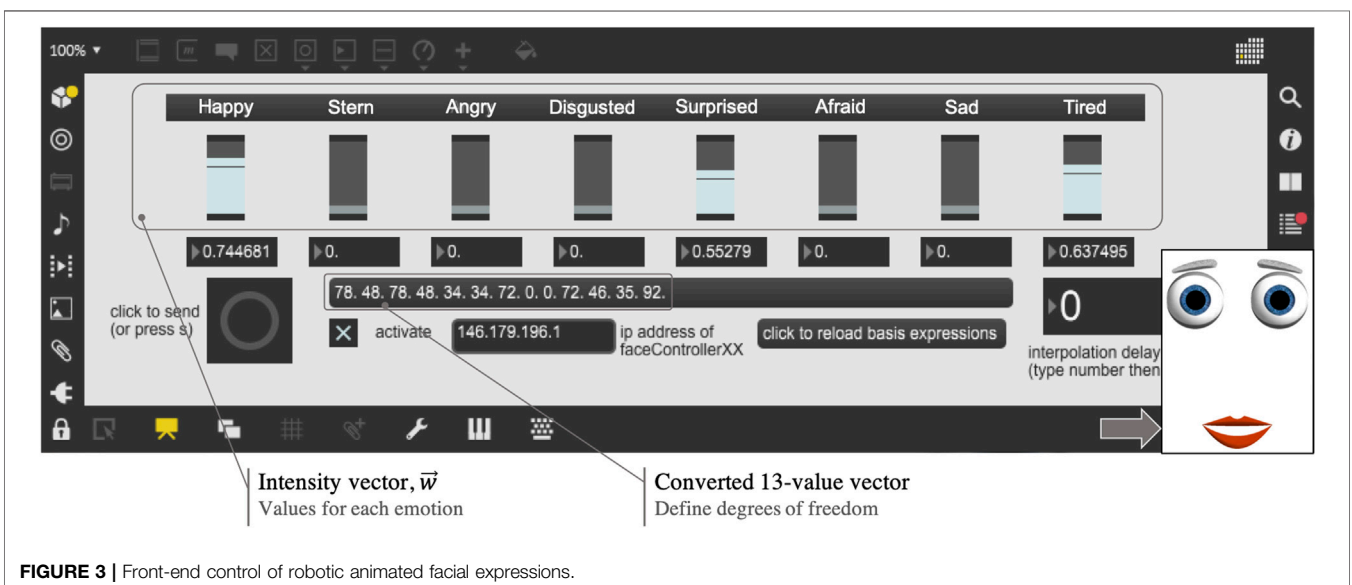 100% ▼
Happy Stern Angry Disgusted Surprised Afraid Sad Tired
0.744681 0. 0. 0. 0.55279 0. 0. 0.637495
78. 48. 78. 48. 34. 34. 72. 0. 0. 72. 46. 35. 92.
click to send
(or press s)
activate
146.179.196.1
ip address of
faceControllerXX
click to reload basis expressions
0
interpolation delay
(type number then
Intensity vector, w⃗
Values for each emotion
Converted 13-value vector
Define degrees of freedom
FIGURE 3 | Front-end control of robotic animated facial expressions.